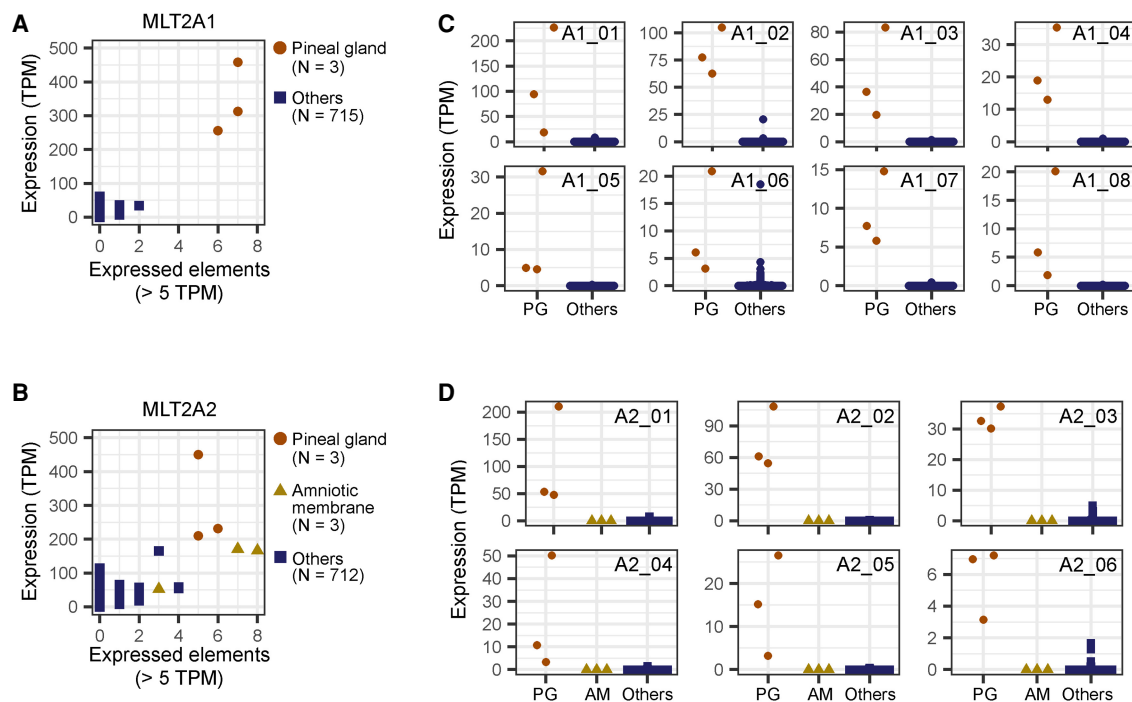 A
MLT2A1
Expression (TPM)
500
400
300
200
100
0
0 2 4 6 8
Expressed elements
(> 5 TPM)
Pineal gland
(N = 3)
Others
(N = 715)
B
MLT2A2
Expression (TPM)
500
400
300
200
100
0
0 2 4 6 8
Expressed elements
(> 5 TPM)
Pineal gland
(N = 3)
Amniotic
membrane
(N = 3)
Others
(N = 712)
C
Expression (TPM)
A1_01
200
150
100
50
0
A1_02
100
75
50
25
0
A1_03
80
60
40
20
0
A1_04
30
20
10
0
A1_05
30
20
10
0
PG Others
A1_06
20
15
10
5
0
PG Others
A1_07
15
10
5
0
PG Others
A1_08
20
15
10
5
0
PG Others
D
Expression (TPM)
A2_01
200
150
100
50
0
A2_02
90
60
30
0
A2_03
30
20
10
0
A2_04
50
40
30
20
10
0
PG AM Others
A2_05
20
10
0
PG AM Others
A2_06
6
4
2
0
PG AM Others